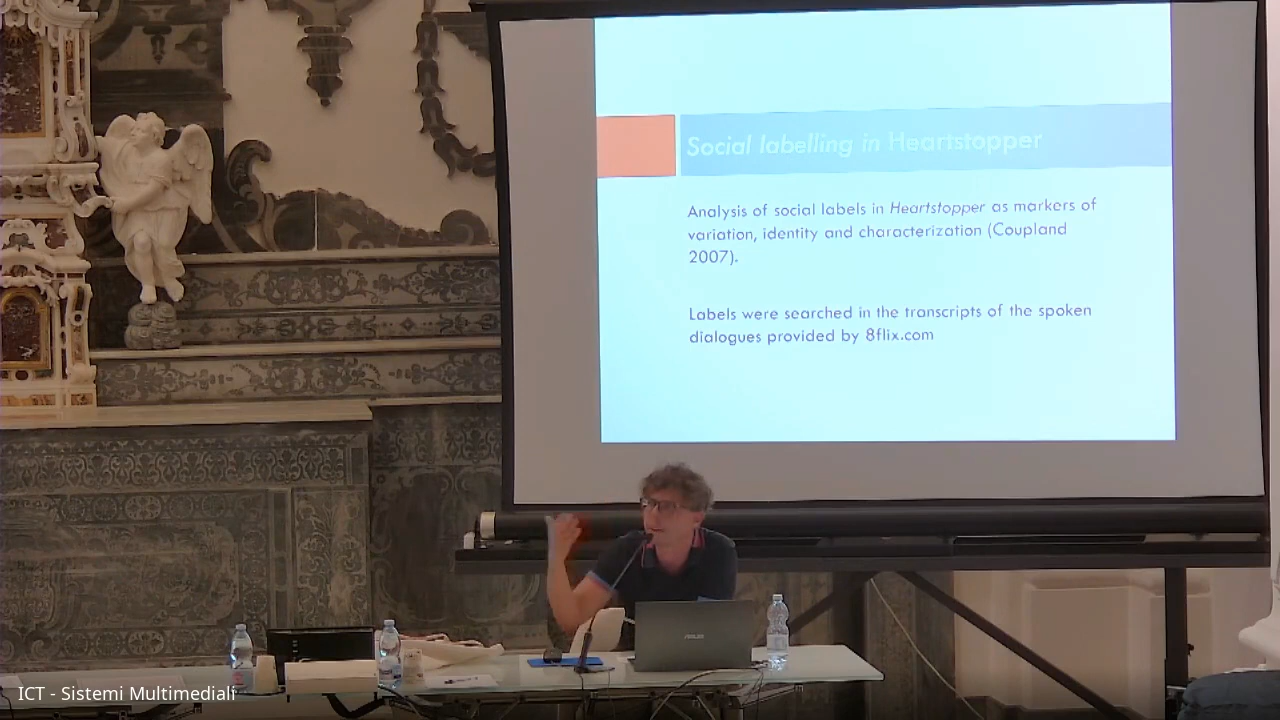 Social labelling in Heartstopper
Analysis of social labels in Heartstopper as markers of
variation, identity and characterization (Coupland
2007).
Labels were searched in the transcripts of the spoken
dialogues provided by 8flix.com
ASUS
ICT - Sistemi Multimediali